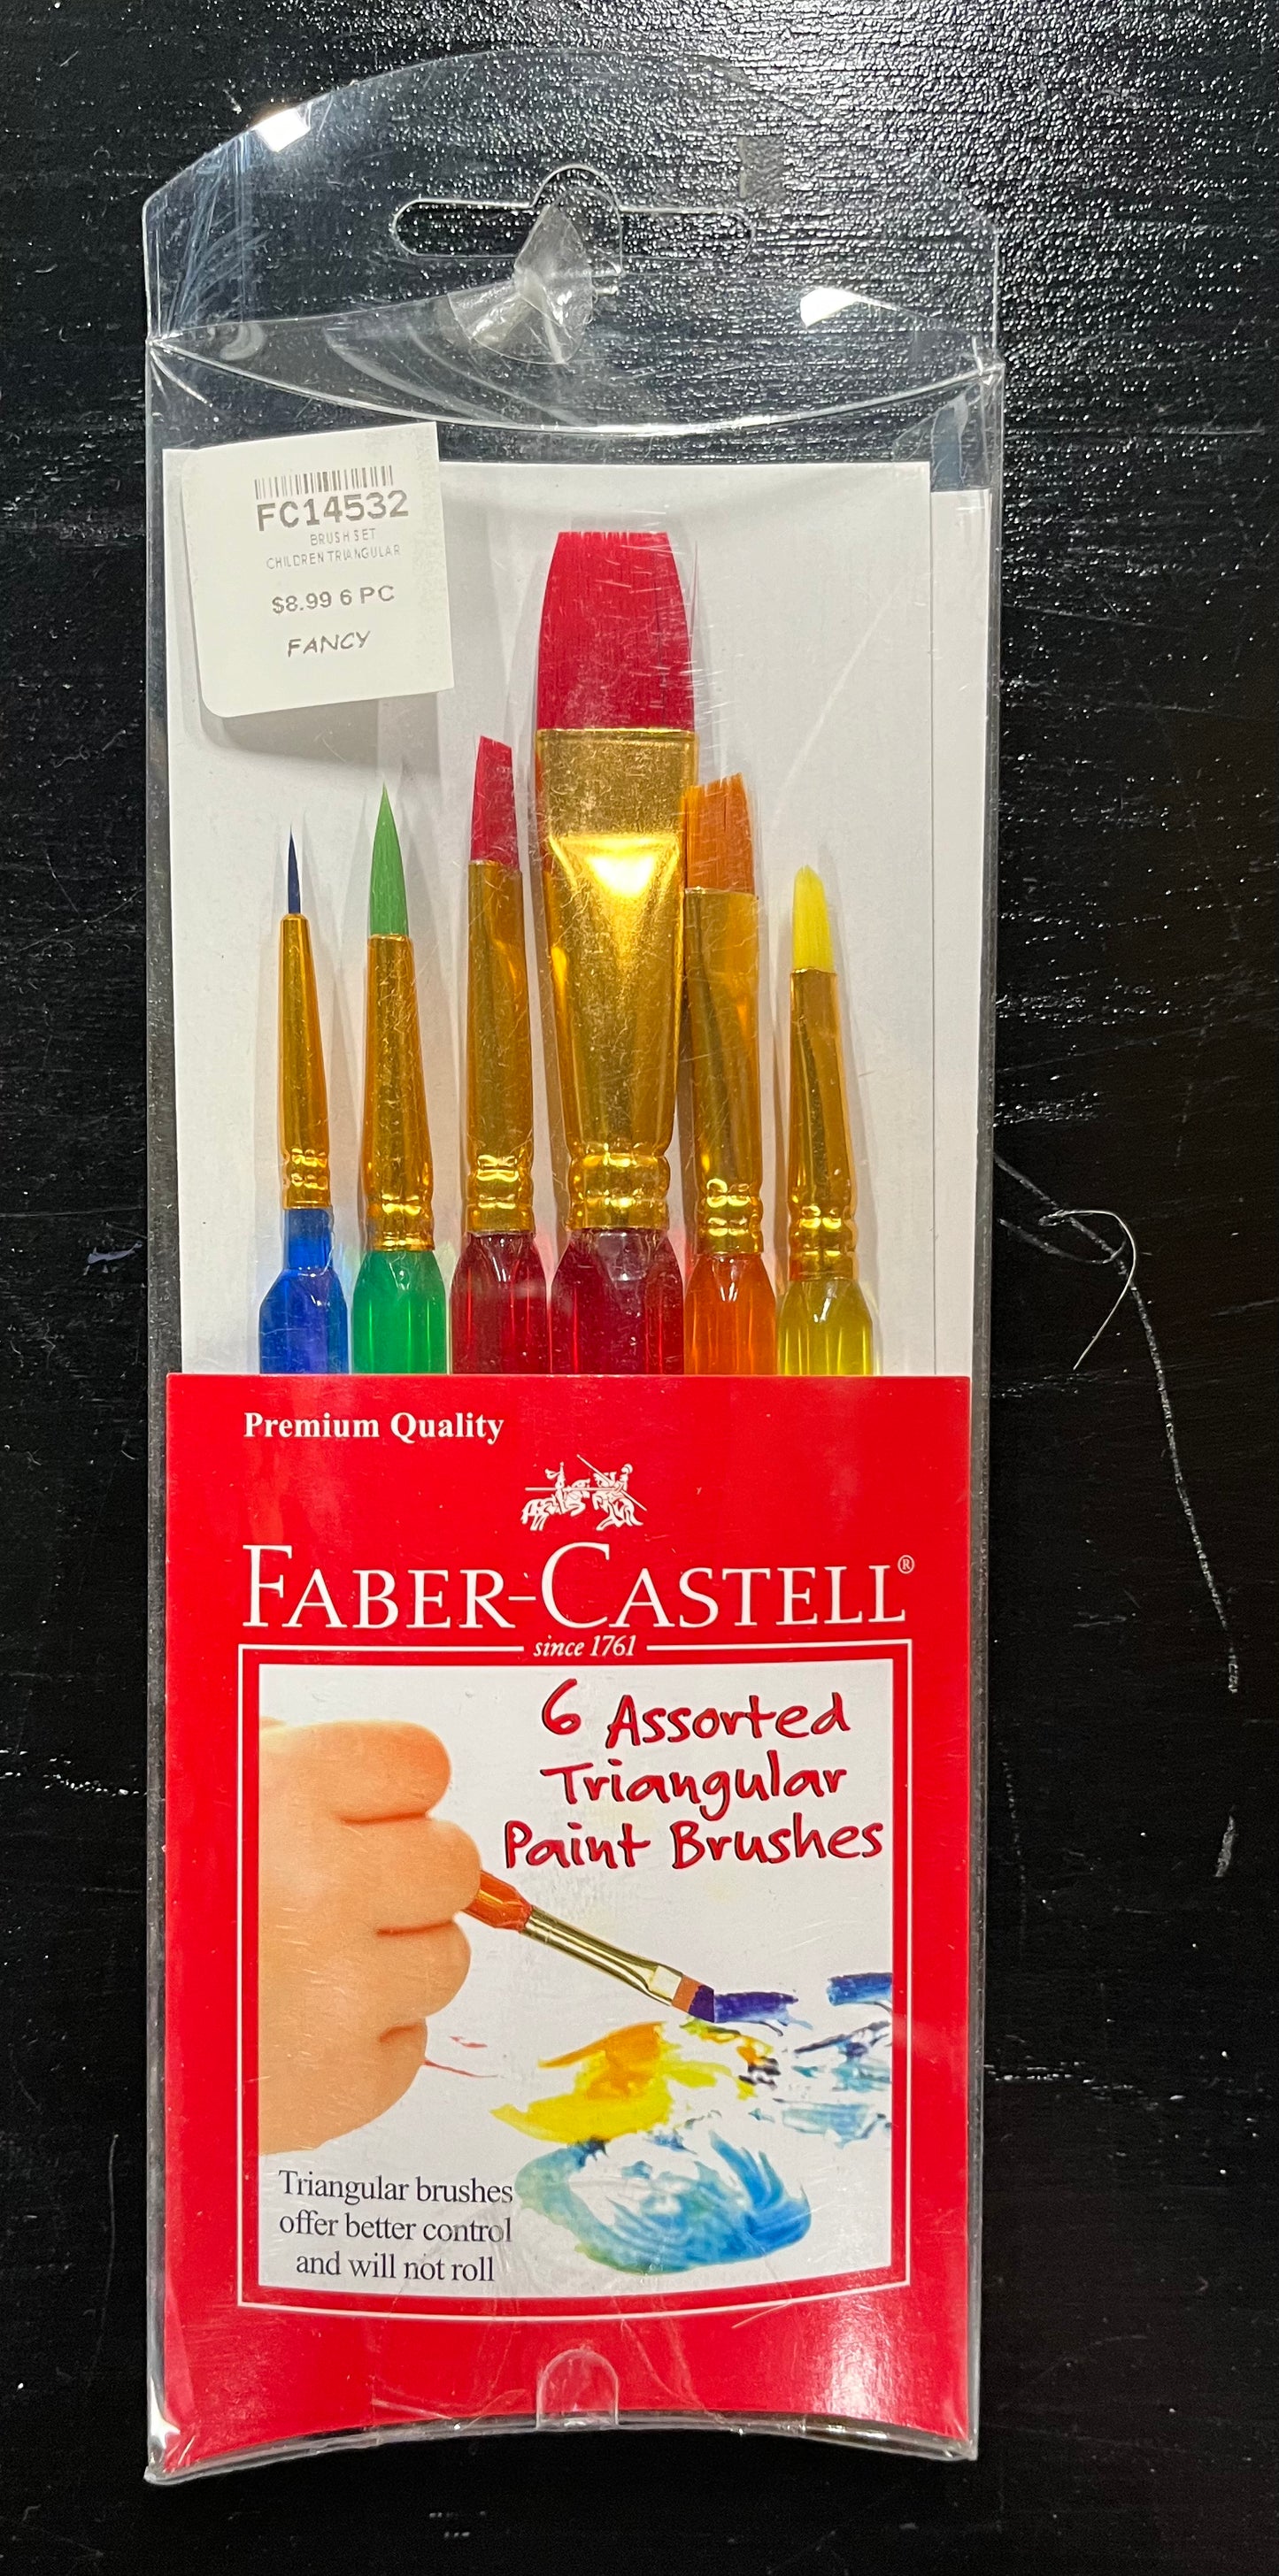 FC14532
BRUSH SET
CHILDREN TRIANGULAR
$8.99 6 PC
FANCY
Premium Quality
FABER-CASTELL®
since 1761
6 Assorted
Triangular
Paint Brushes
Triangular brushes
offer better control
and will not roll